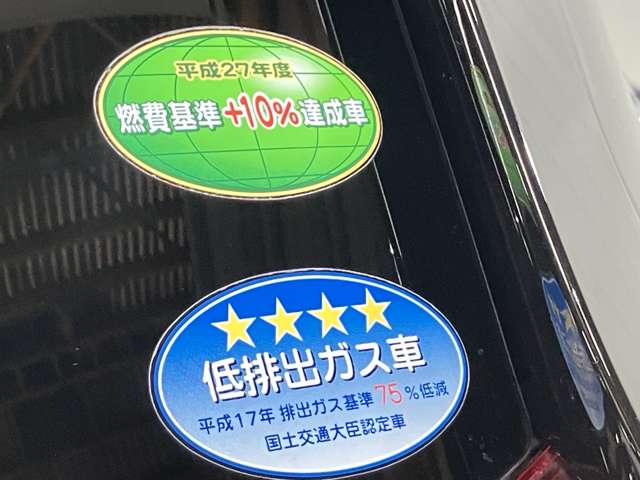 平成27年度
燃費基準+10%達成車
低排出ガス車
平成17年 排出ガス基準75%低減
国土交通大臣認定車